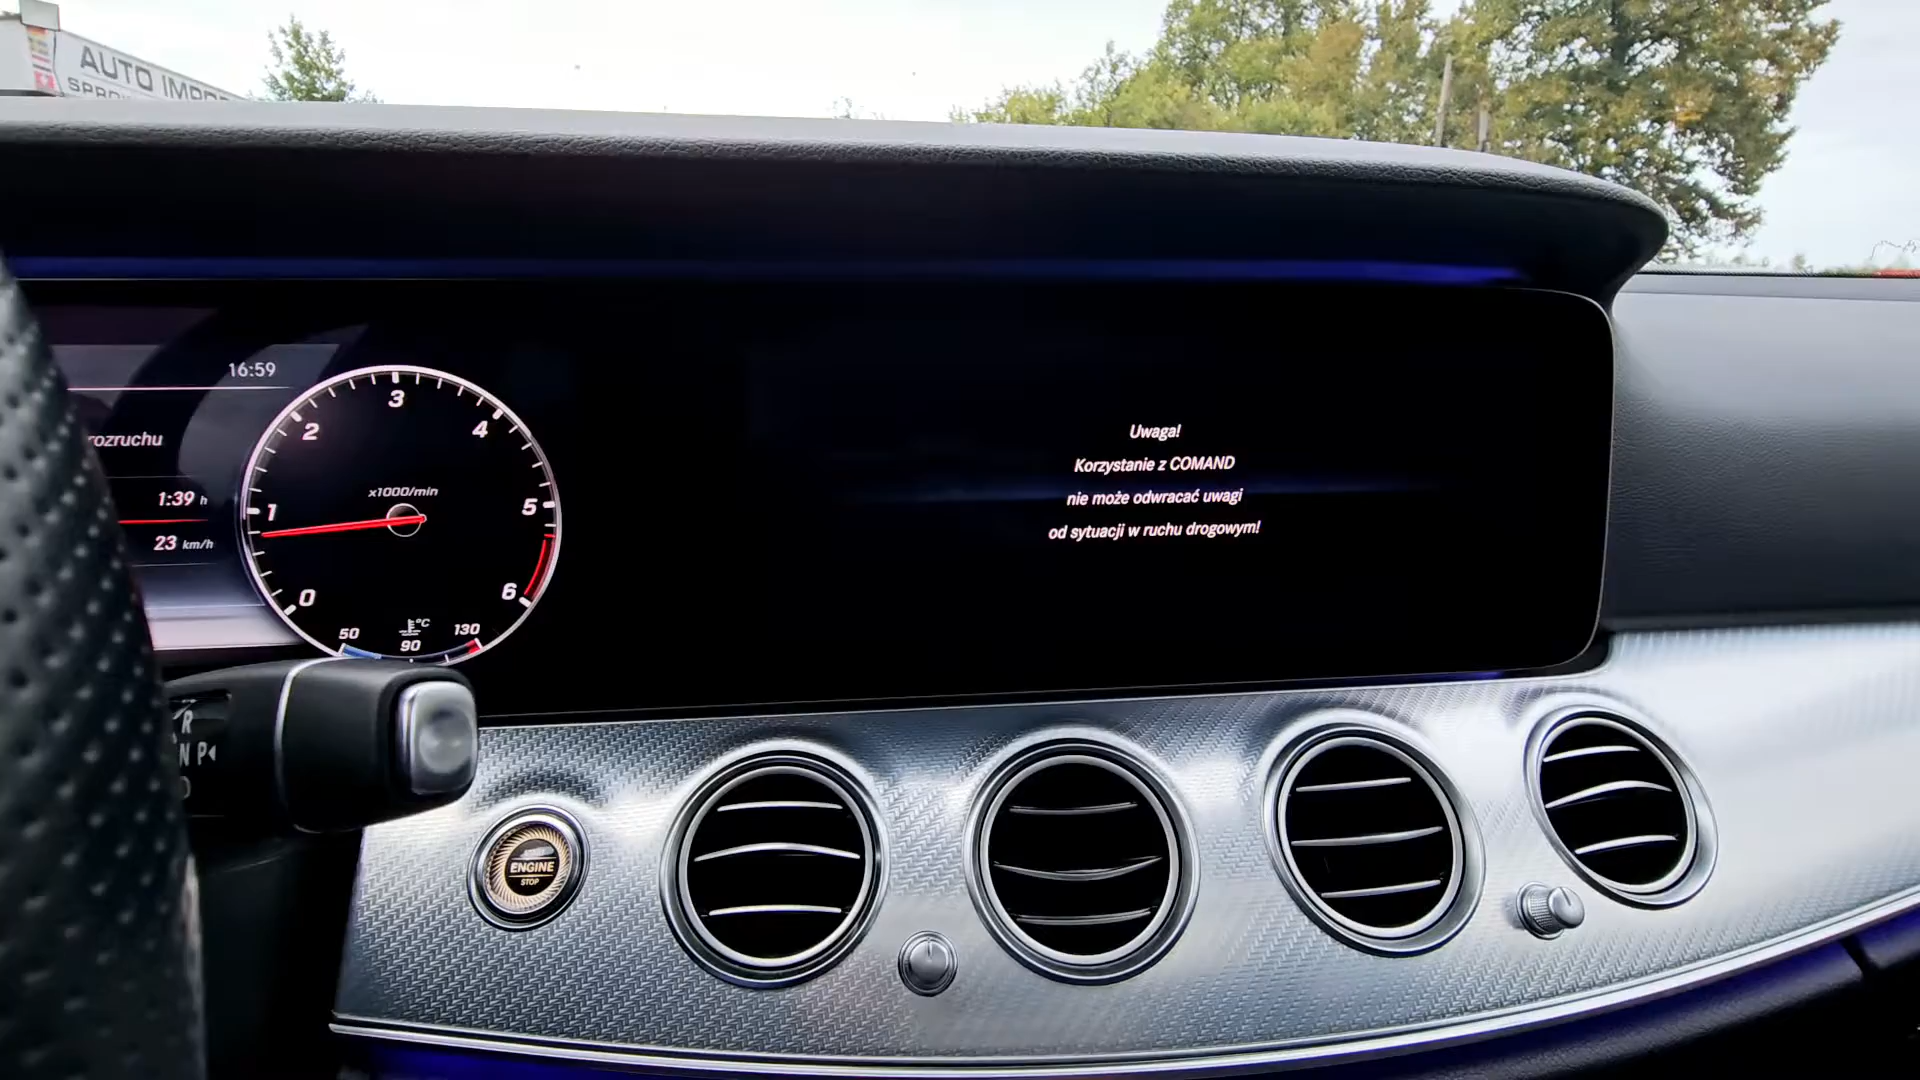 AUTO IMPOR
16:59
rozruchu
1:39 h
23 km/h
3
2
4
x1000/min
1
5
0
6
°C
50
90
130
Uwaga!
Korzystanie z COMAND
nie może odwracać uwagi
od sytuacji w ruchu drogowym!
R
N P◂
ENGINE
STOP